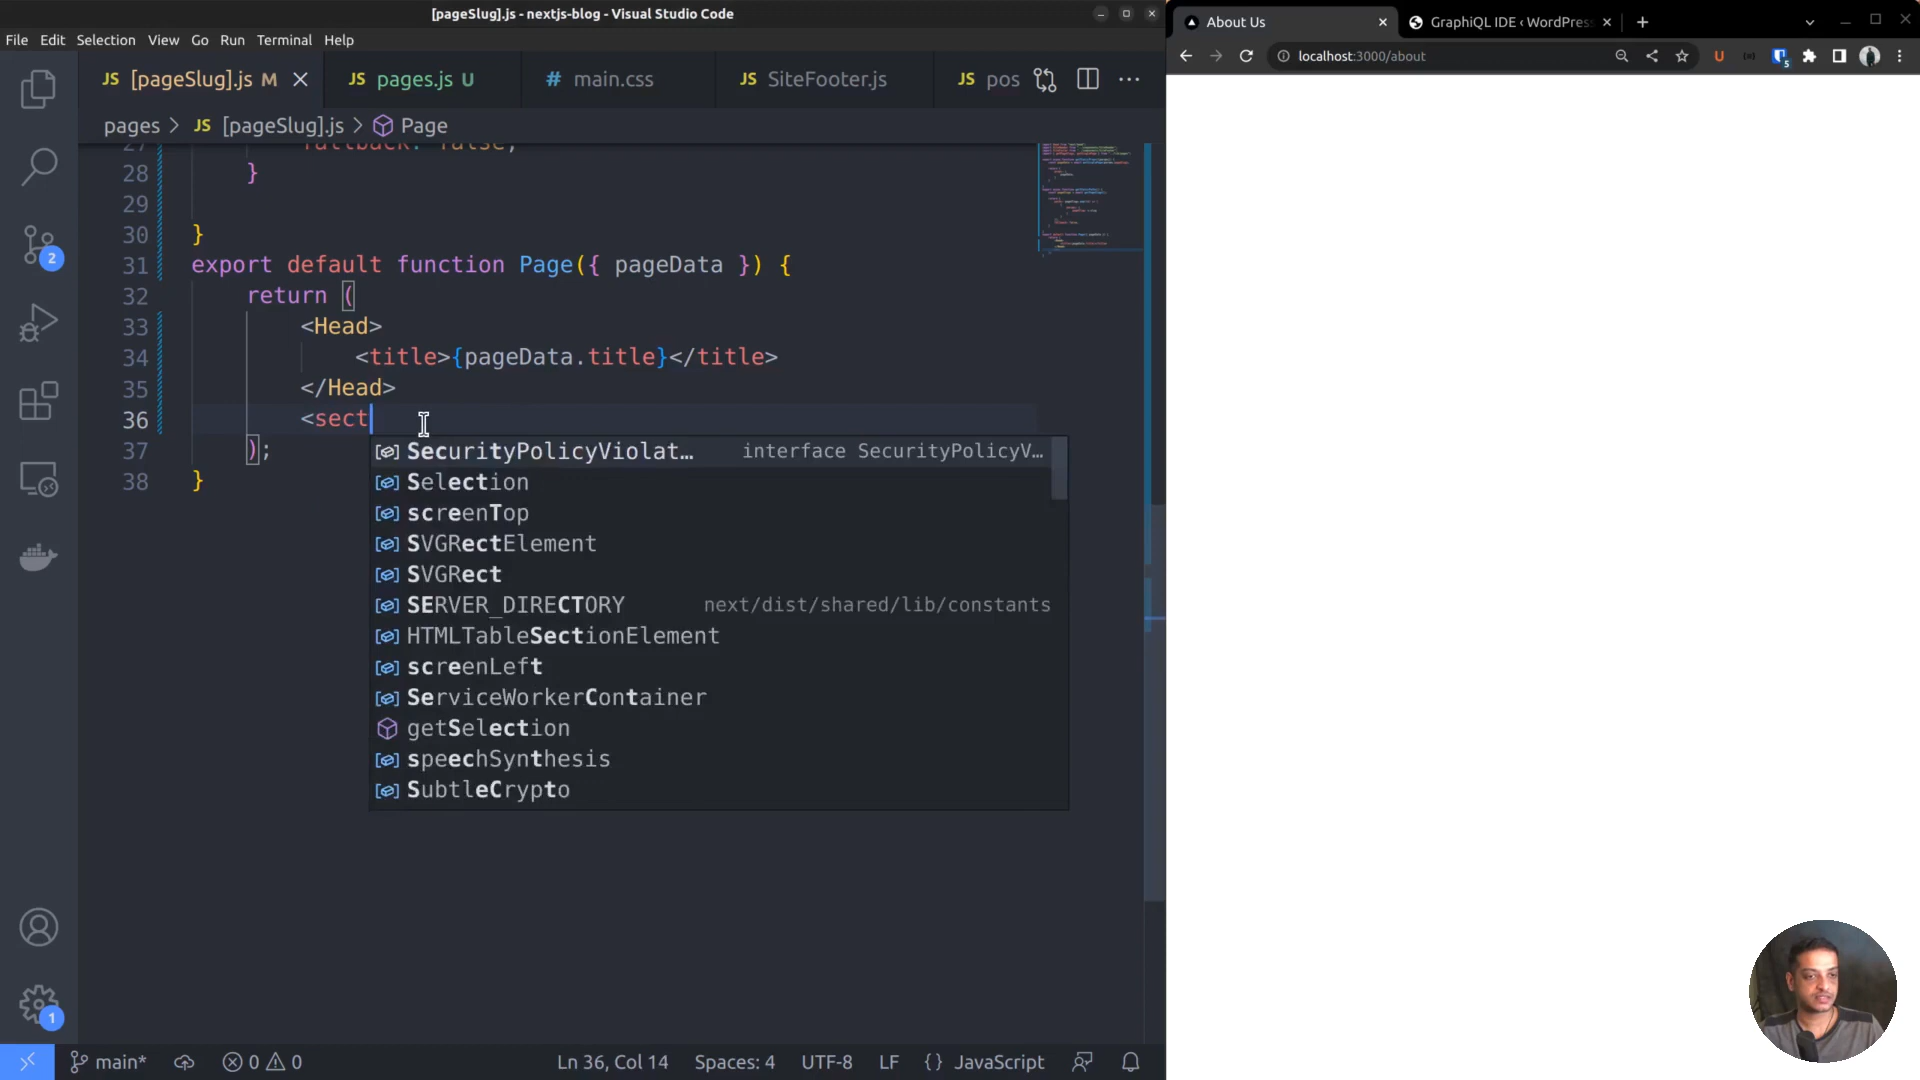 [pageSlug].js - nextjs-blog - Visual Studio Code
File Edit Selection View Go Run Terminal Help
JS [pageSlug].js M
JS pages.js U
# main.css
JS SiteFooter.js
JS pos
pages > JS [pageSlug].js > Page
27 fallback: false,
28 }
29
30 }
31 export default function Page({ pageData }) {
32 return (
33 <Head>
34 <title>{pageData.title}</title>
35 </Head>
36 <sect
37 );
38 }
SecurityPolicyViolat… interface SecurityPolicyV…
Selection
screenTop
SVGRectElement
SVGRect
SERVER_DIRECTORY next/dist/shared/lib/constants
HTMLTableSectionElement
screenLeft
ServiceWorkerContainer
getSelection
speechSynthesis
SubtleCrypto
2
1
main* 0 0 Ln 36, Col 14 Spaces: 4 UTF-8 LF {} JavaScript
About Us
GraphiQL IDE ‹ WordPres
localhost:3000/about
5